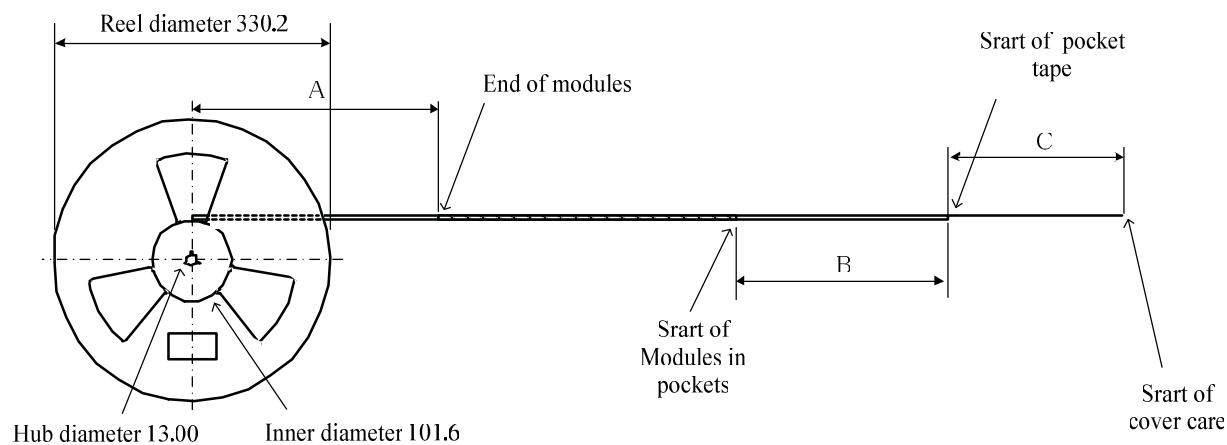 Reel diameter 330.2
Srart of pocket
tape
A
End of modules
C
B
Srart of
Modules in
pockets
Srart of
cover care
Hub diameter 13.00
Inner diameter 101.6